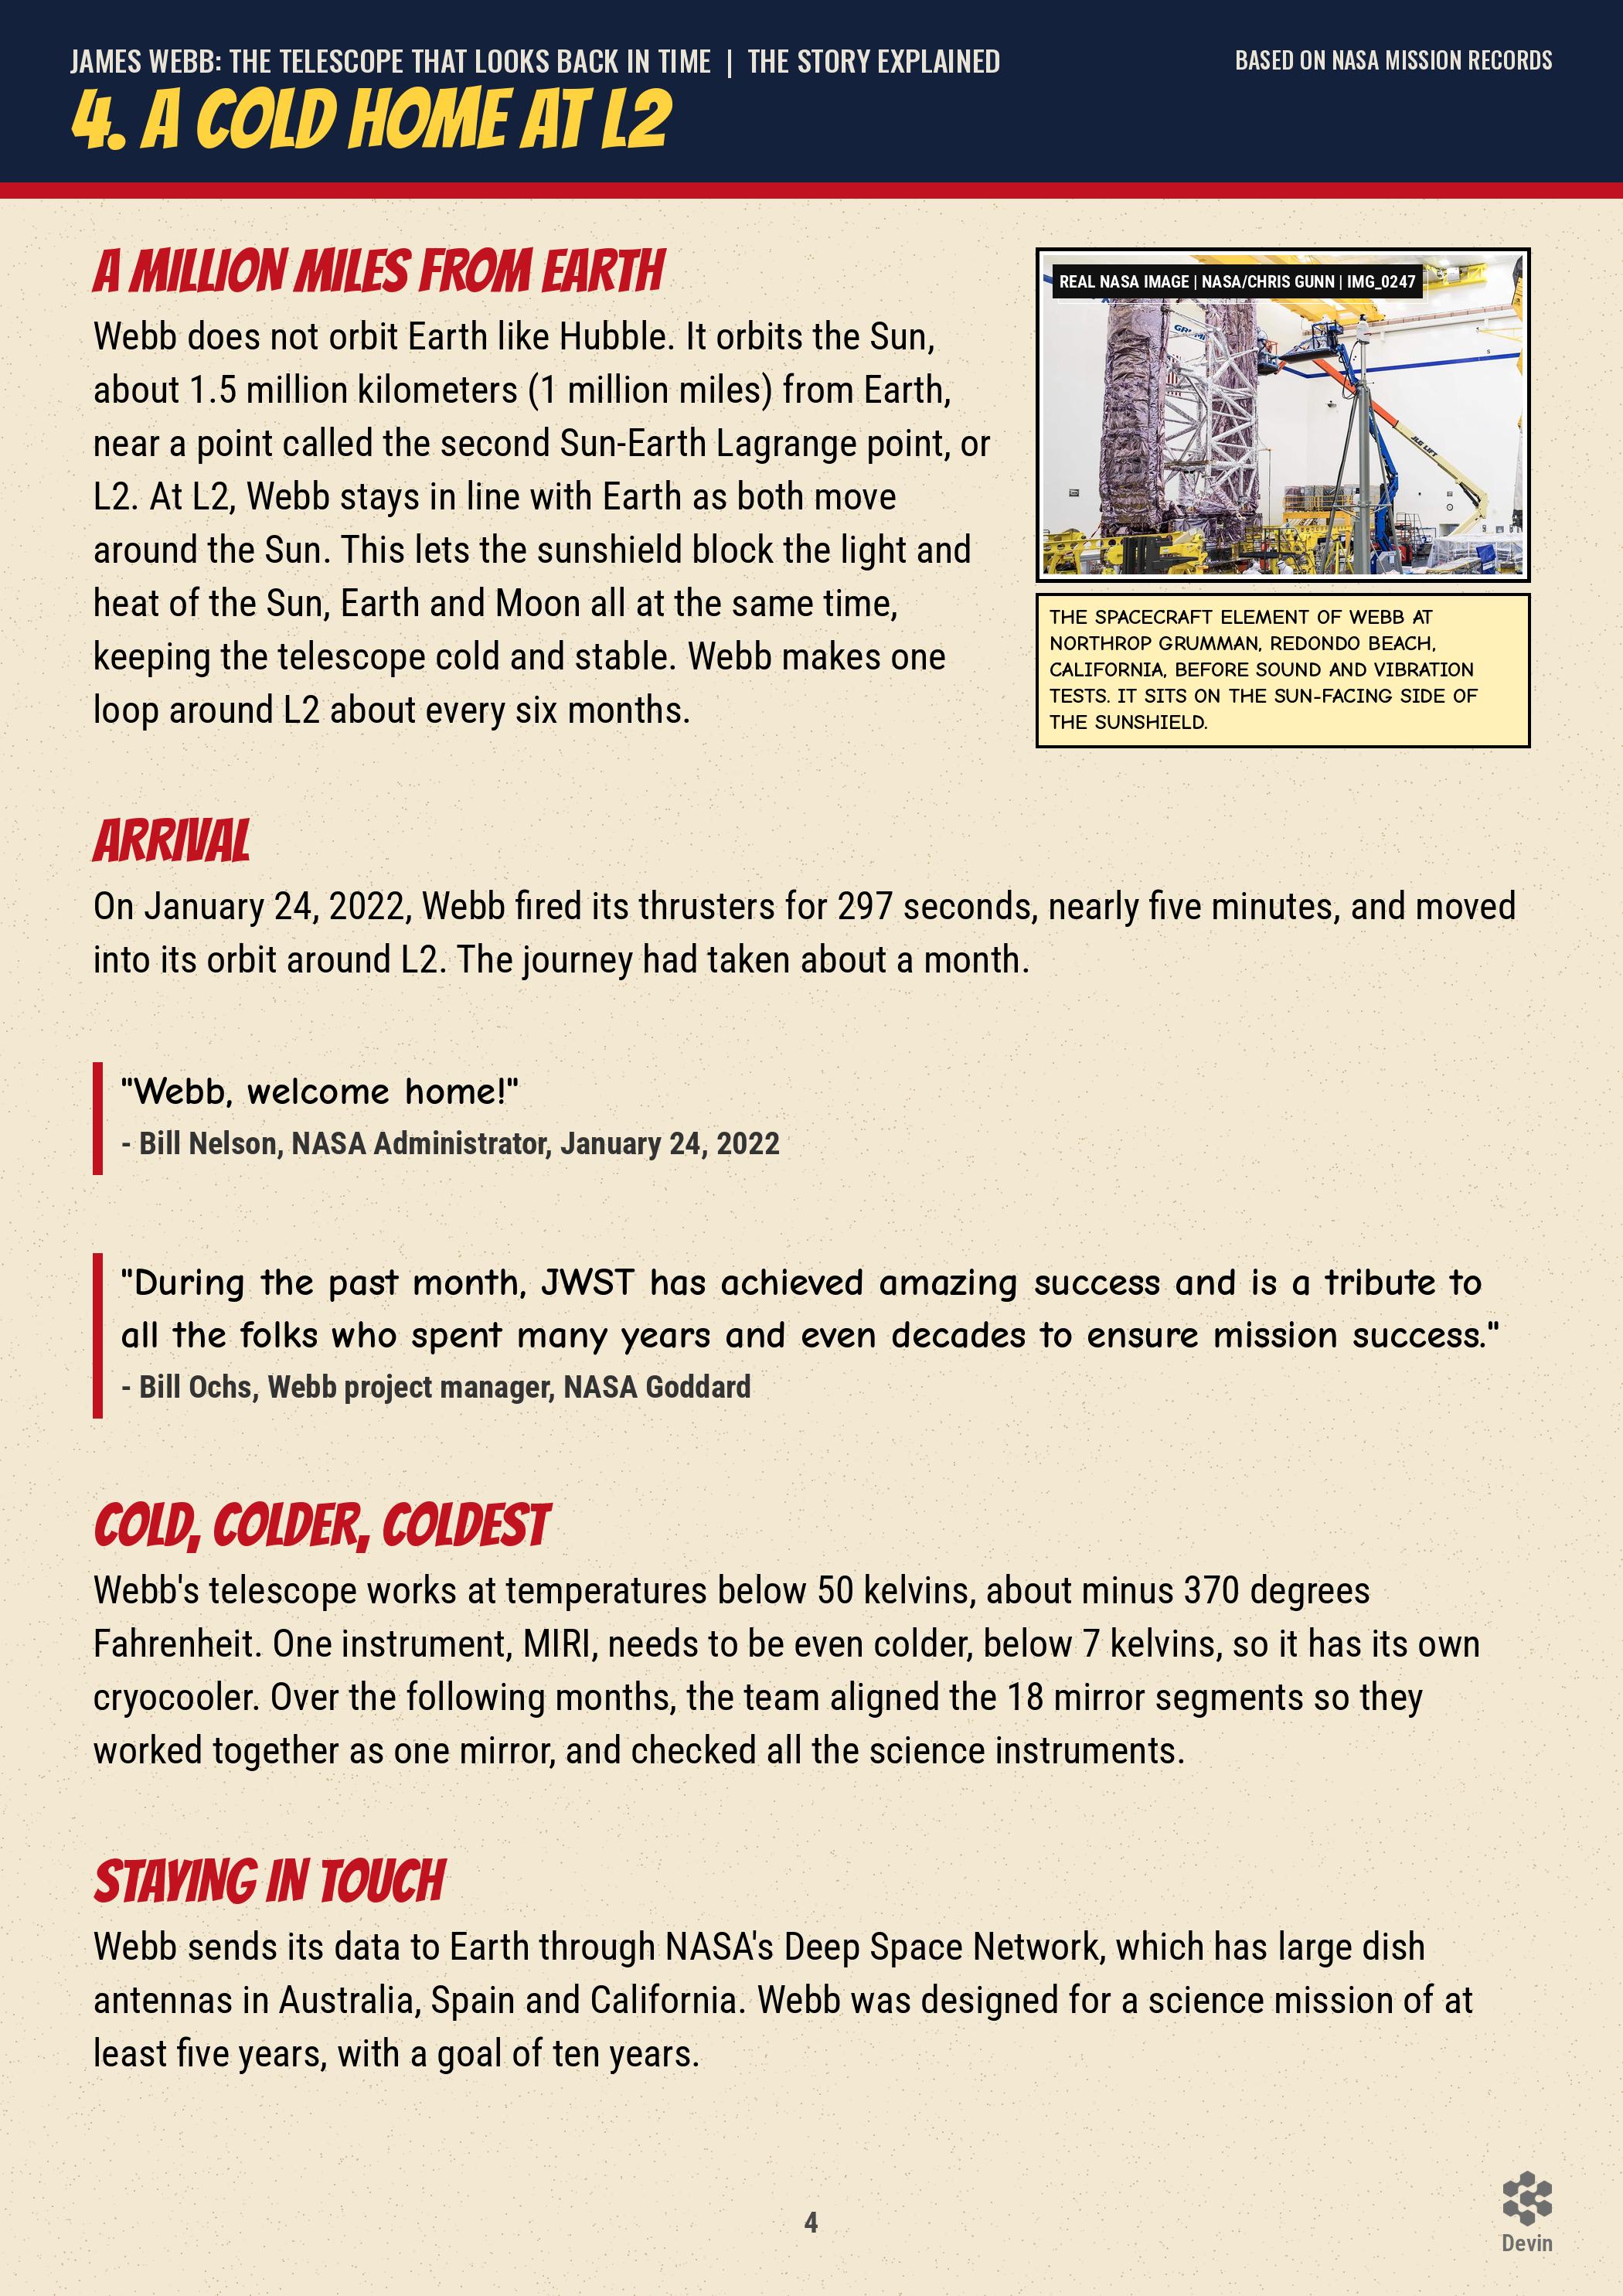 JAMES WEBB: THE TELESCOPE THAT LOOKS BACK IN TIME | THE STORY EXPLAINED
BASED ON NASA MISSION RECORDS
4. A COLD HOME AT L2
A MILLION MILES FROM EARTH
Webb does not orbit Earth like Hubble. It orbits the Sun,
about 1.5 million kilometers (1 million miles) from Earth,
near a point called the second Sun-Earth Lagrange point, or
L2. At L2, Webb stays in line with Earth as both move
around the Sun. This lets the sunshield block the light and
heat of the Sun, Earth and Moon all at the same time,
keeping the telescope cold and stable. Webb makes one
loop around L2 about every six months.
REAL NASA IMAGE | NASA/CHRIS GUNN | IMG_0247
JLG LIFT
THE SPACECRAFT ELEMENT OF WEBB AT
NORTHROP GRUMMAN, REDONDO BEACH,
CALIFORNIA, BEFORE SOUND AND VIBRATION
TESTS. IT SITS ON THE SUN-FACING SIDE OF
THE SUNSHIELD.
ARRIVAL
On January 24, 2022, Webb fired its thrusters for 297 seconds, nearly five minutes, and moved
into its orbit around L2. The journey had taken about a month.
"Webb, welcome home!"
- Bill Nelson, NASA Administrator, January 24, 2022
"During the past month, JWST has achieved amazing success and is a tribute to
all the folks who spent many years and even decades to ensure mission success."
- Bill Ochs, Webb project manager, NASA Goddard
COLD, COLDER, COLDEST
Webb's telescope works at temperatures below 50 kelvins, about minus 370 degrees
Fahrenheit. One instrument, MIRI, needs to be even colder, below 7 kelvins, so it has its own
cryocooler. Over the following months, the team aligned the 18 mirror segments so they
worked together as one mirror, and checked all the science instruments.
STAYING IN TOUCH
Webb sends its data to Earth through NASA's Deep Space Network, which has large dish
antennas in Australia, Spain and California. Webb was designed for a science mission of at
least five years, with a goal of ten years.
4
Devin